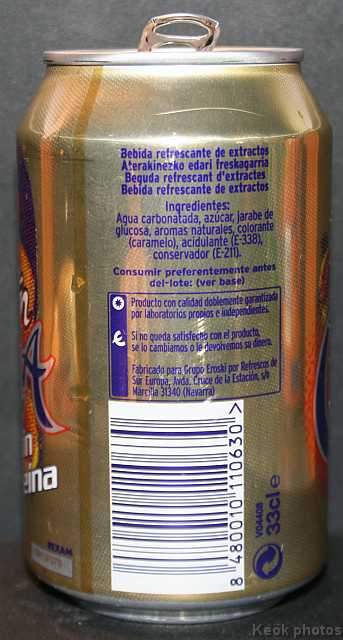 Bebida refrescante de extractos
Aterakinezko edari freskagarria
Beguda refrescant d'extractes
Bebida refrescante de extractos
Ingredientes:
Agua carbonatada, azúcar, jarabe de
glucosa, aromas naturales, colorante
(caramelo), acidulante (E-338),
conservador (E-211).
Consumir preferentemente antes
del-lote: (ver base)
Producto con calidad doblemente garantizada
por laboratorios propios e independientes.
Si no queda satisfecho con el producto,
se lo cambiamos o le devolvemos su dinero.
Fabricado para Grupo Eroski por Refrescos de
Sur Europa, Avda. Cruce de la Estación, s/n
Marcilla 31340 (Navarra)
8 480010 110630 >
V04408
33cl e
n
eina
REXAM
Keòk photos